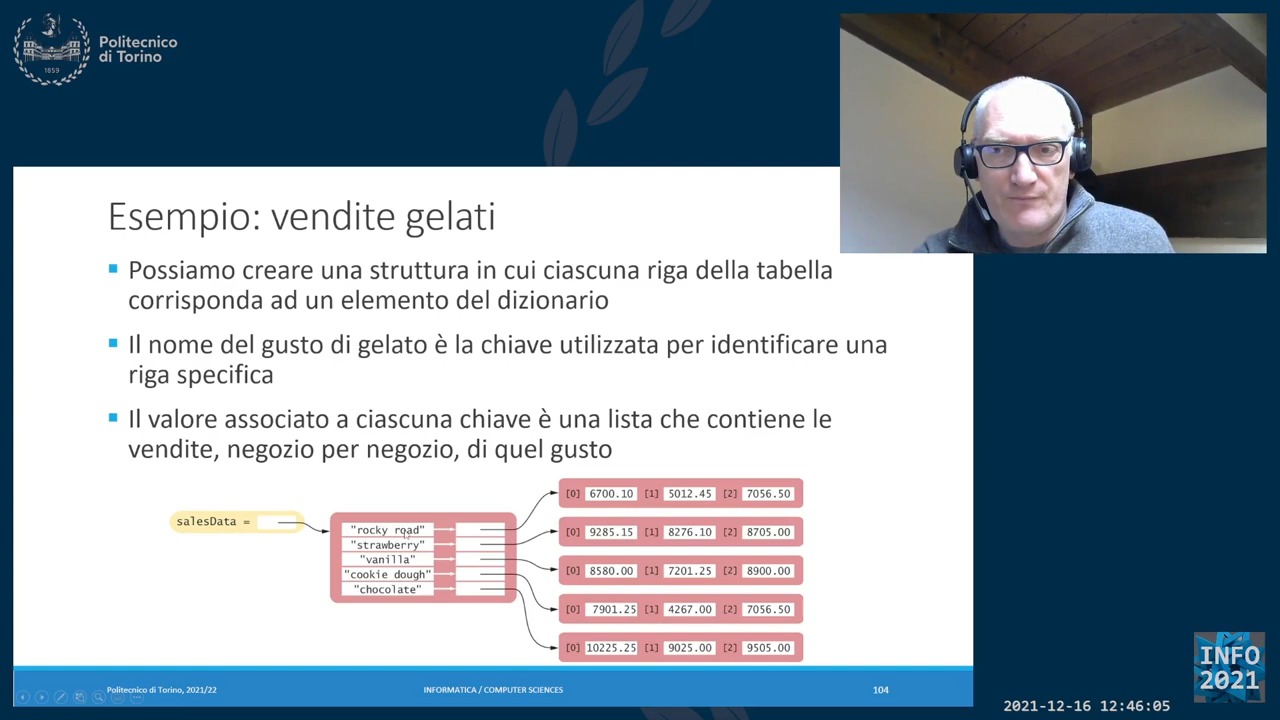 Politecnico
di Torino
1859
Esempio: vendite gelati
Possiamo creare una struttura in cui ciascuna riga della tabella
corrisponda ad un elemento del dizionario
Il nome del gusto di gelato è la chiave utilizzata per identificare una
riga specifica
Il valore associato a ciascuna chiave è una lista che contiene le
vendite, negozio per negozio, di quel gusto
salesData =
"rocky road"
"strawberry"
"vanilla"
"cookie dough"
"chocolate"
[0] 6700.10 [1] 5012.45 [2] 7056.50
[0] 9285.15 [1] 8276.10 [2] 8705.00
[0] 8580.00 [1] 7201.25 [2] 8900.00
[0] 7901.25 [1] 4267.00 [2] 7056.50
[0] 10225.25 [1] 9025.00 [2] 9505.00
Politecnico di Torino, 2021/22
INFORMATICA / COMPUTER SCIENCES
104
INFO
2021
2021-12-16 12:46:05